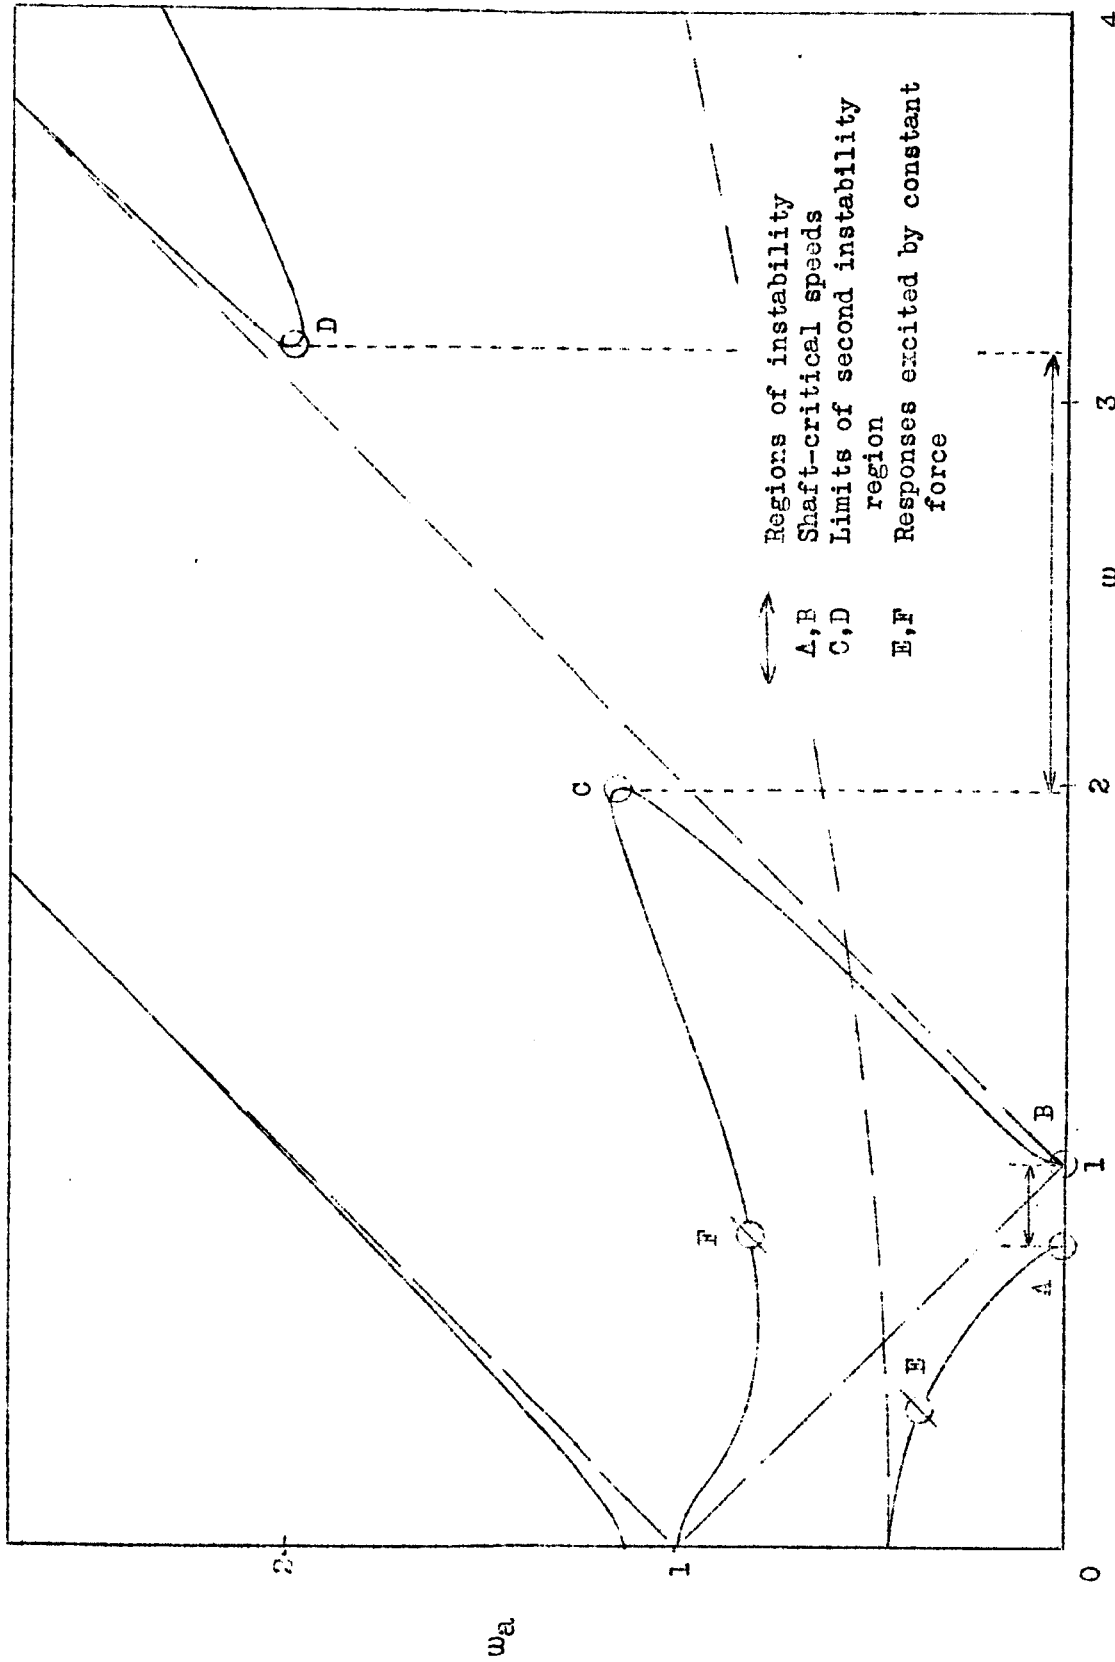 ωa
2
1
0
1
2
3
4
m
A
B
C
D
E
F
Regions of instability
A,B Shaft-critical speeds
C,D Limits of second instability
region
E,F Responses excited by constant
force